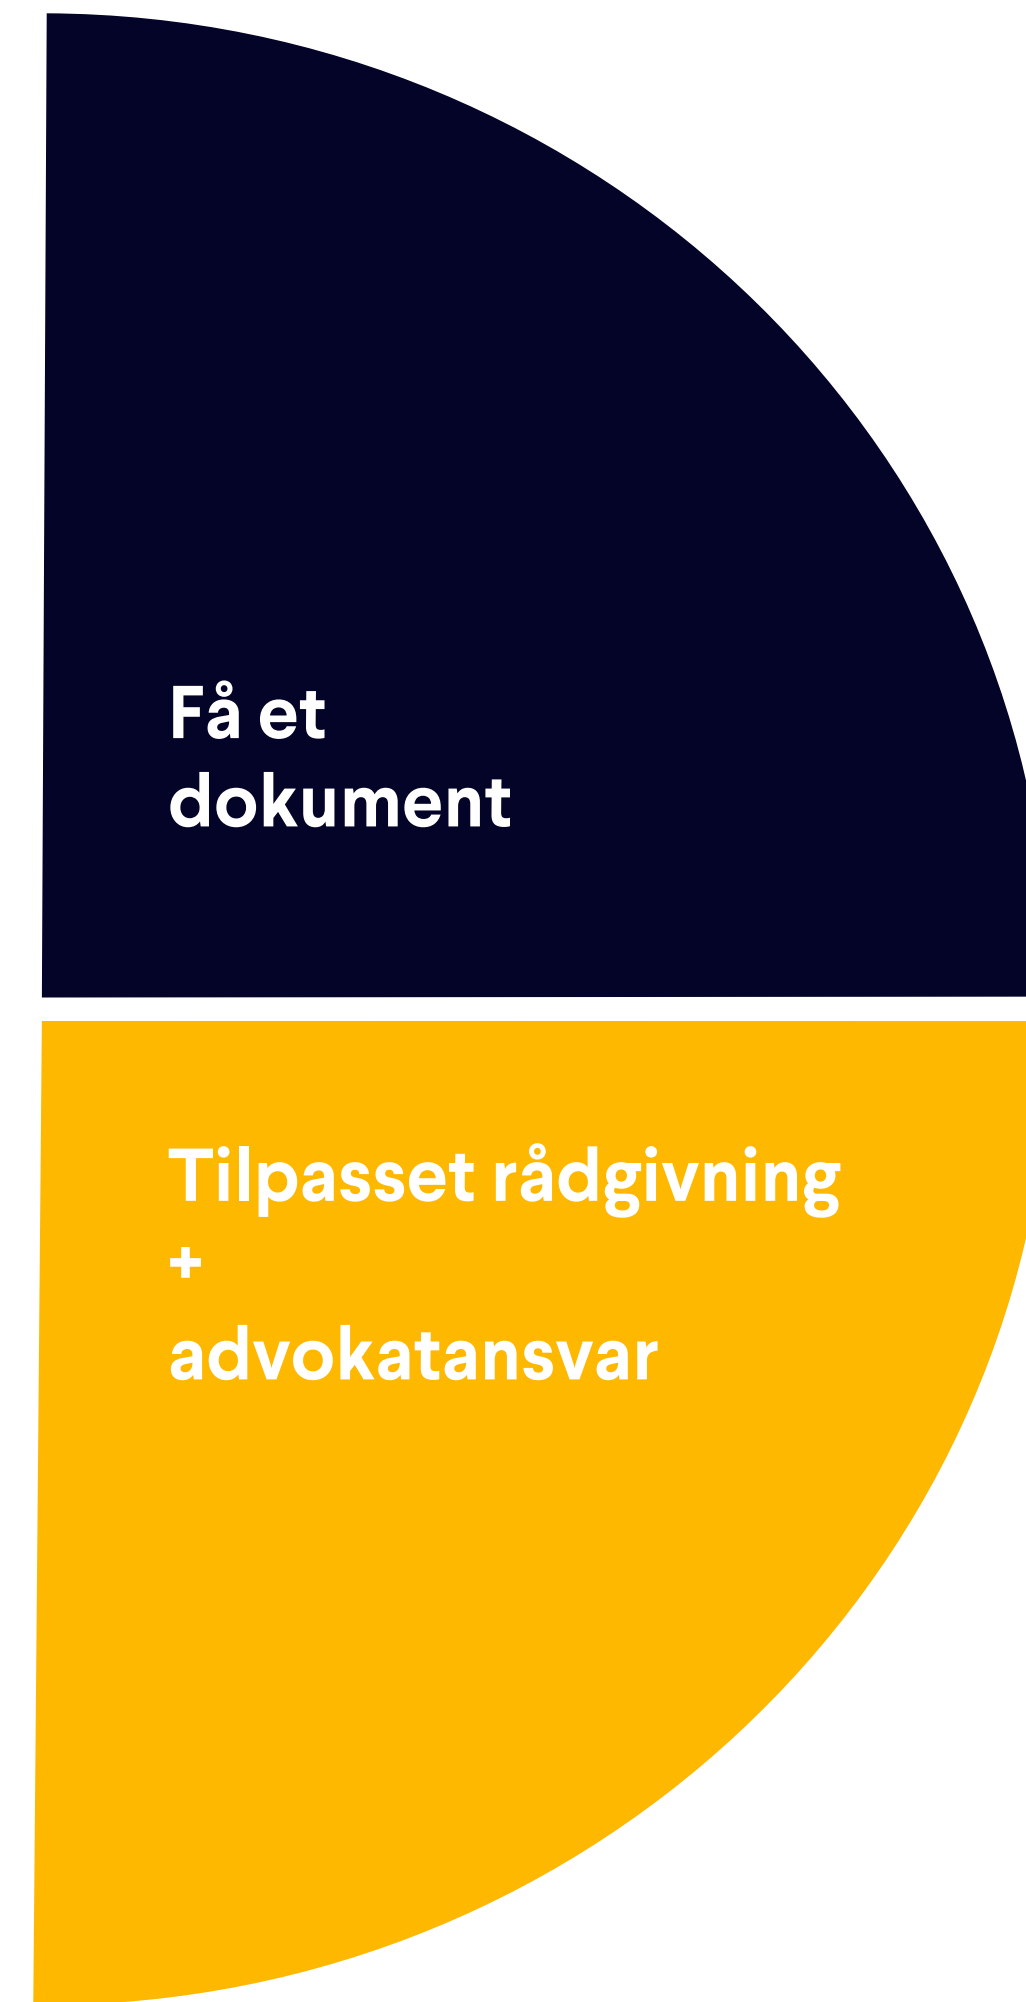 Få et
dokument
Tilpasset rådgivning
+
advokatansvar